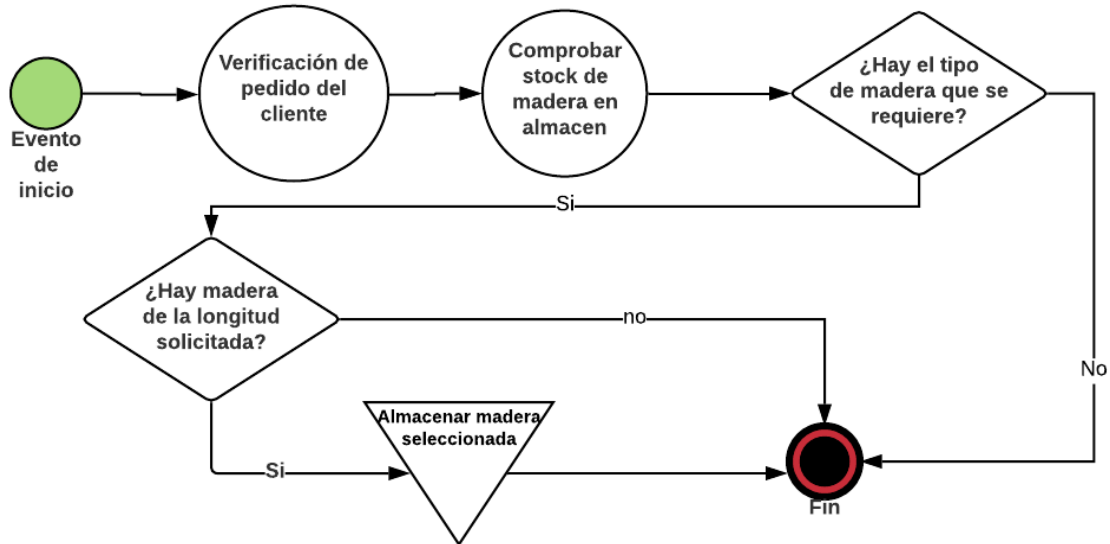 Evento
de
inicio
Verificación de
pedido del
cliente
Comprobar
stock de
madera en
almacen
¿Hay el tipo
de madera que se
requiere?
Si
No
¿Hay madera
de la longitud
solicitada?
no
Si
Almacenar madera
seleccionada
Fin